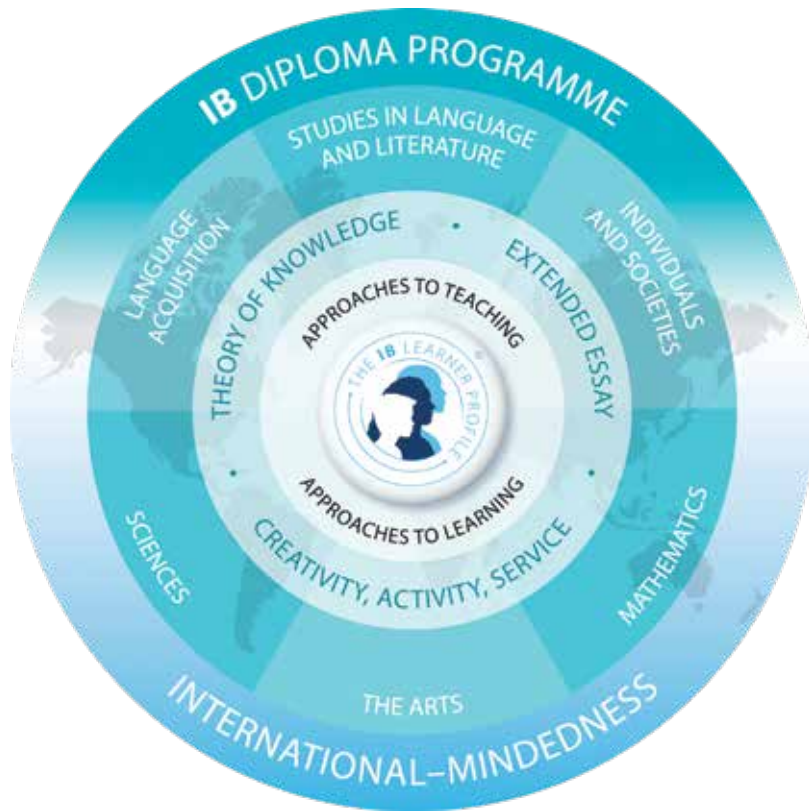 IB DIPLOMA PROGRAMME
STUDIES IN LANGUAGE
AND LITERATURE
LANGUAGE
ACQUISITION
INDIVIDUALS
AND SOCIETIES
THEORY OF KNOWLEDGE
•
EXTENDED ESSAY
•
CREATIVITY, ACTIVITY, SERVICE
•
APPROACHES TO TEACHING
THE IB LEARNER PROFILE
®
APPROACHES TO LEARNING
SCIENCES
MATHEMATICS
THE ARTS
INTERNATIONAL–MINDEDNESS